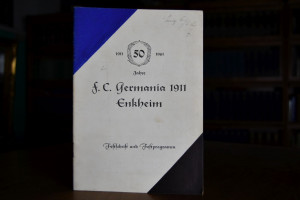 1911 50 1961
Jahre
F. C. Germania 1911
Enkheim
Festschrift und Festprogramm